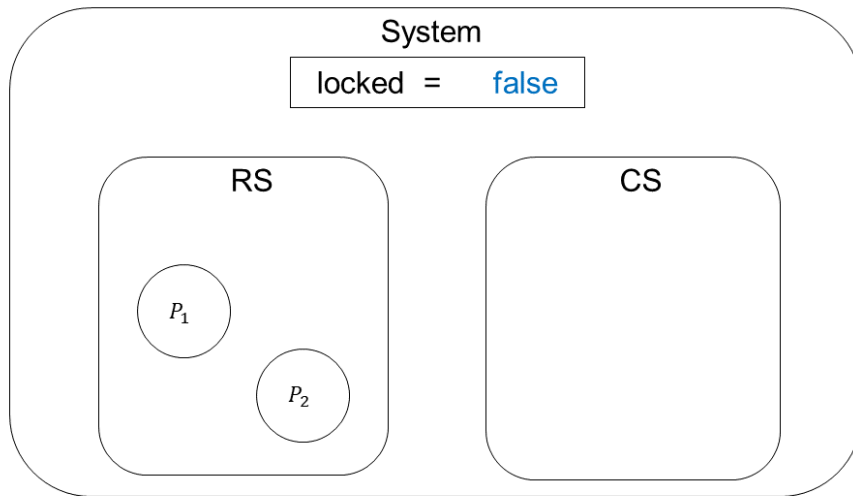 System
locked = false
RS
CS
P₁
P₂